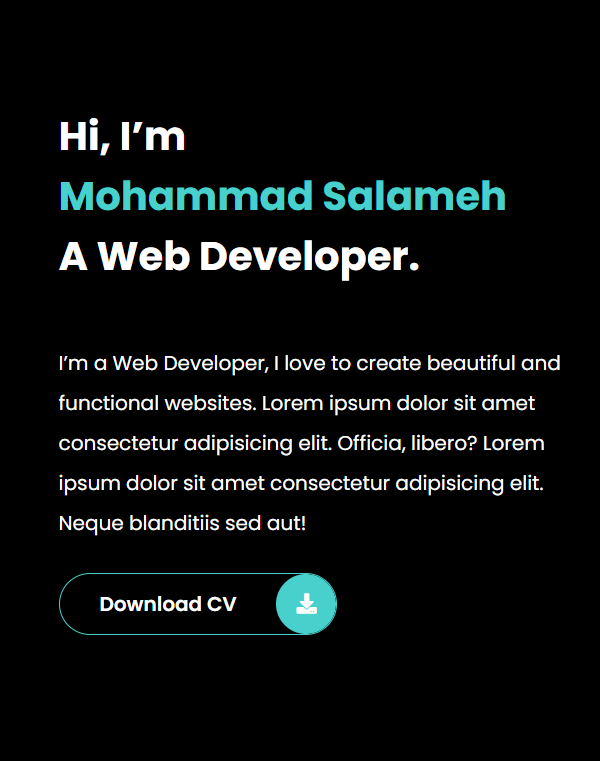 Hi, I’m
Mohammad Salameh
A Web Developer.
I’m a Web Developer, I love to create beautiful and
functional websites. Lorem ipsum dolor sit amet
consectetur adipisicing elit. Officia, libero? Lorem
ipsum dolor sit amet consectetur adipisicing elit.
Neque blanditiis sed aut!
Download CV